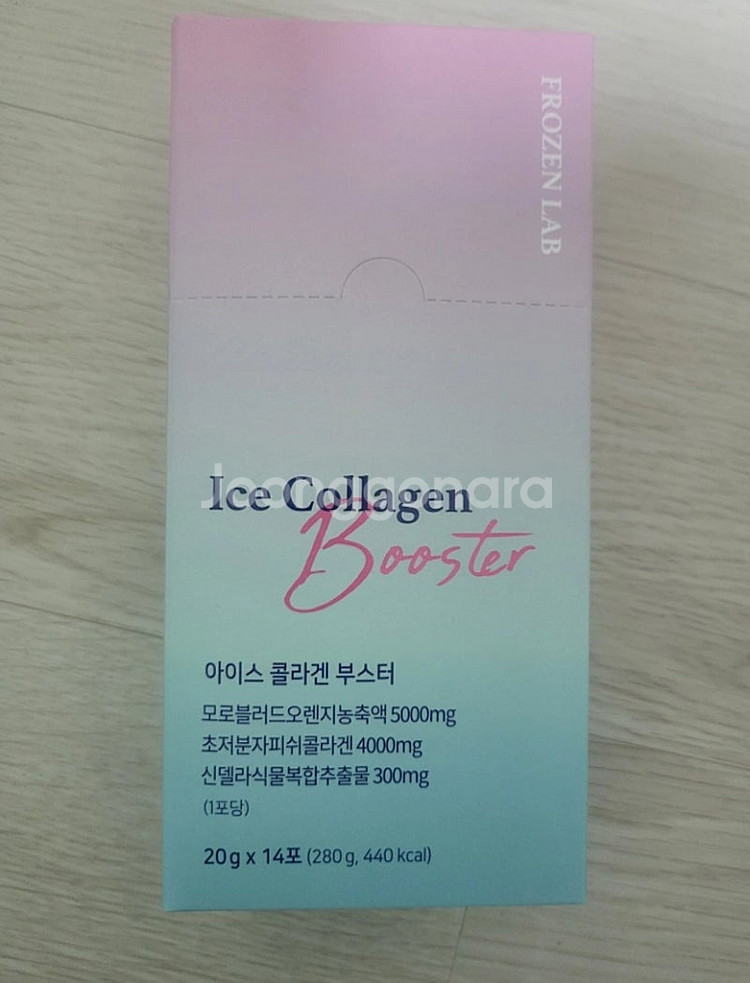 FROZEN LAB
Joonggonara
Ice Collagen
Booster
아이스 콜라겐 부스터
모로블러드오렌지농축액 5000mg
초저분자피쉬콜라겐 4000mg
신델라식물복합추출물 300mg
(1포당)
20g x 14포 (280g, 440 kcal)